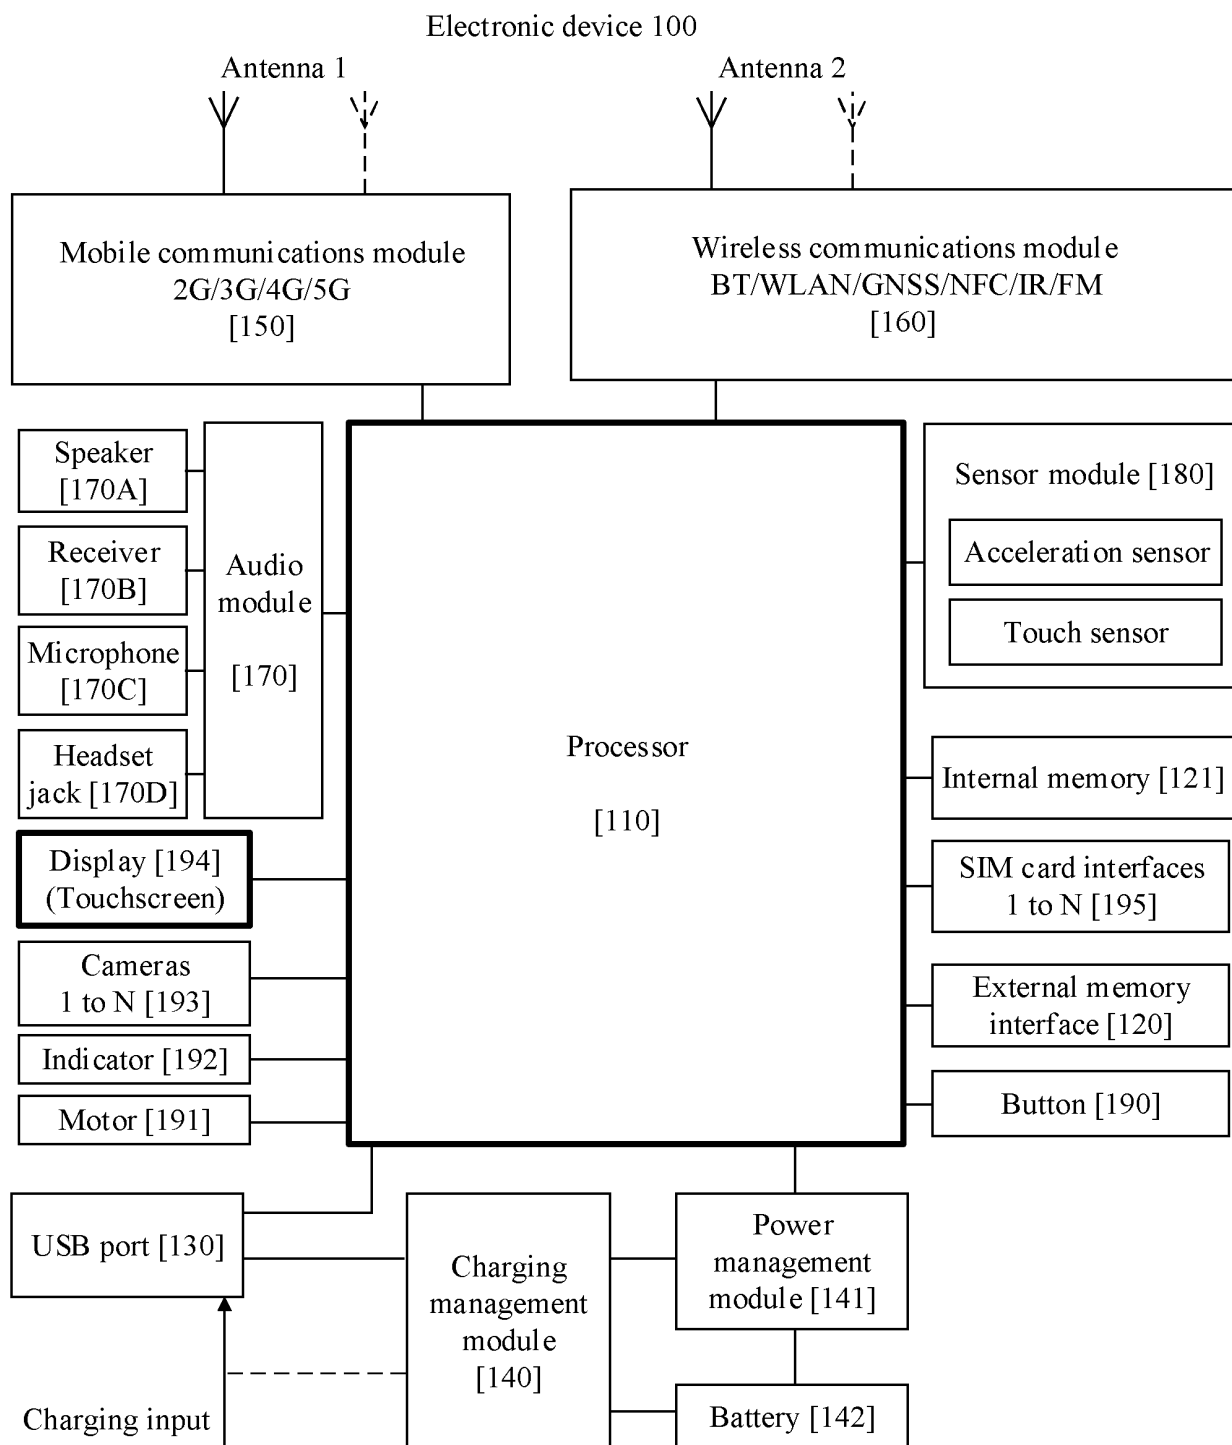 Electronic device 100
Antenna 1
Antenna 2
Mobile communications module
2G/3G/4G/5G
[150]
Wireless communications module
BT/WLAN/GNSS/NFC/IR/FM
[160]
Speaker
[170A]
Receiver
[170B]
Microphone
[170C]
Headset
jack [170D]
Audio
module
[170]
Processor
[110]
Sensor module [180]
Acceleration sensor
Touch sensor
Internal memory [121]
SIM card interfaces
1 to N [195]
External memory
interface [120]
Button [190]
Display [194]
(Touchscreen)
Cameras
1 to N [193]
Indicator [192]
Motor [191]
USB port [130]
Charging
management
module
[140]
Power
management
module [141]
Charging input
Battery [142]